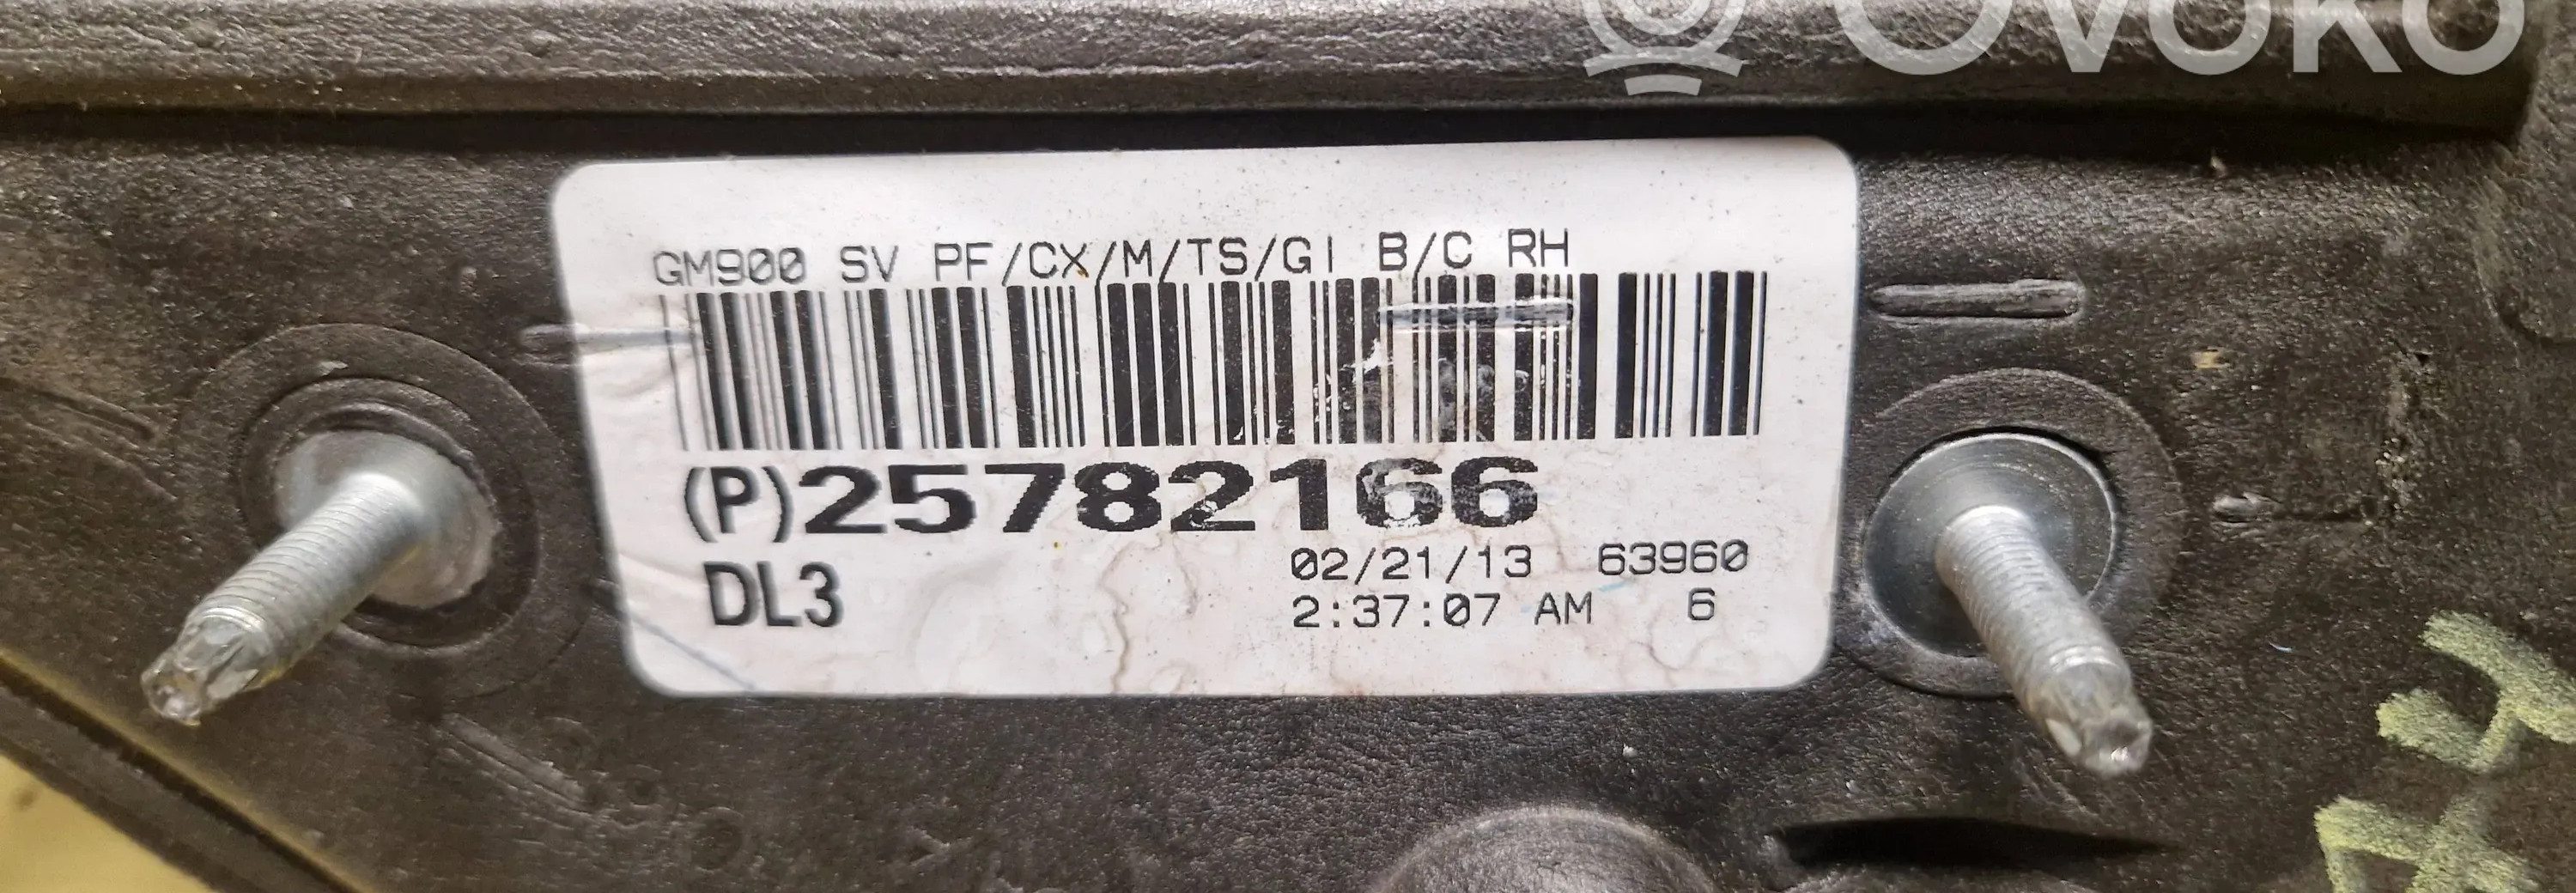 OVOKO
GM900 SV PF/CX/M/TS/GI B/C RH
(P)25782166
DL3
02/21/13 63960
2:37:07 AM 6